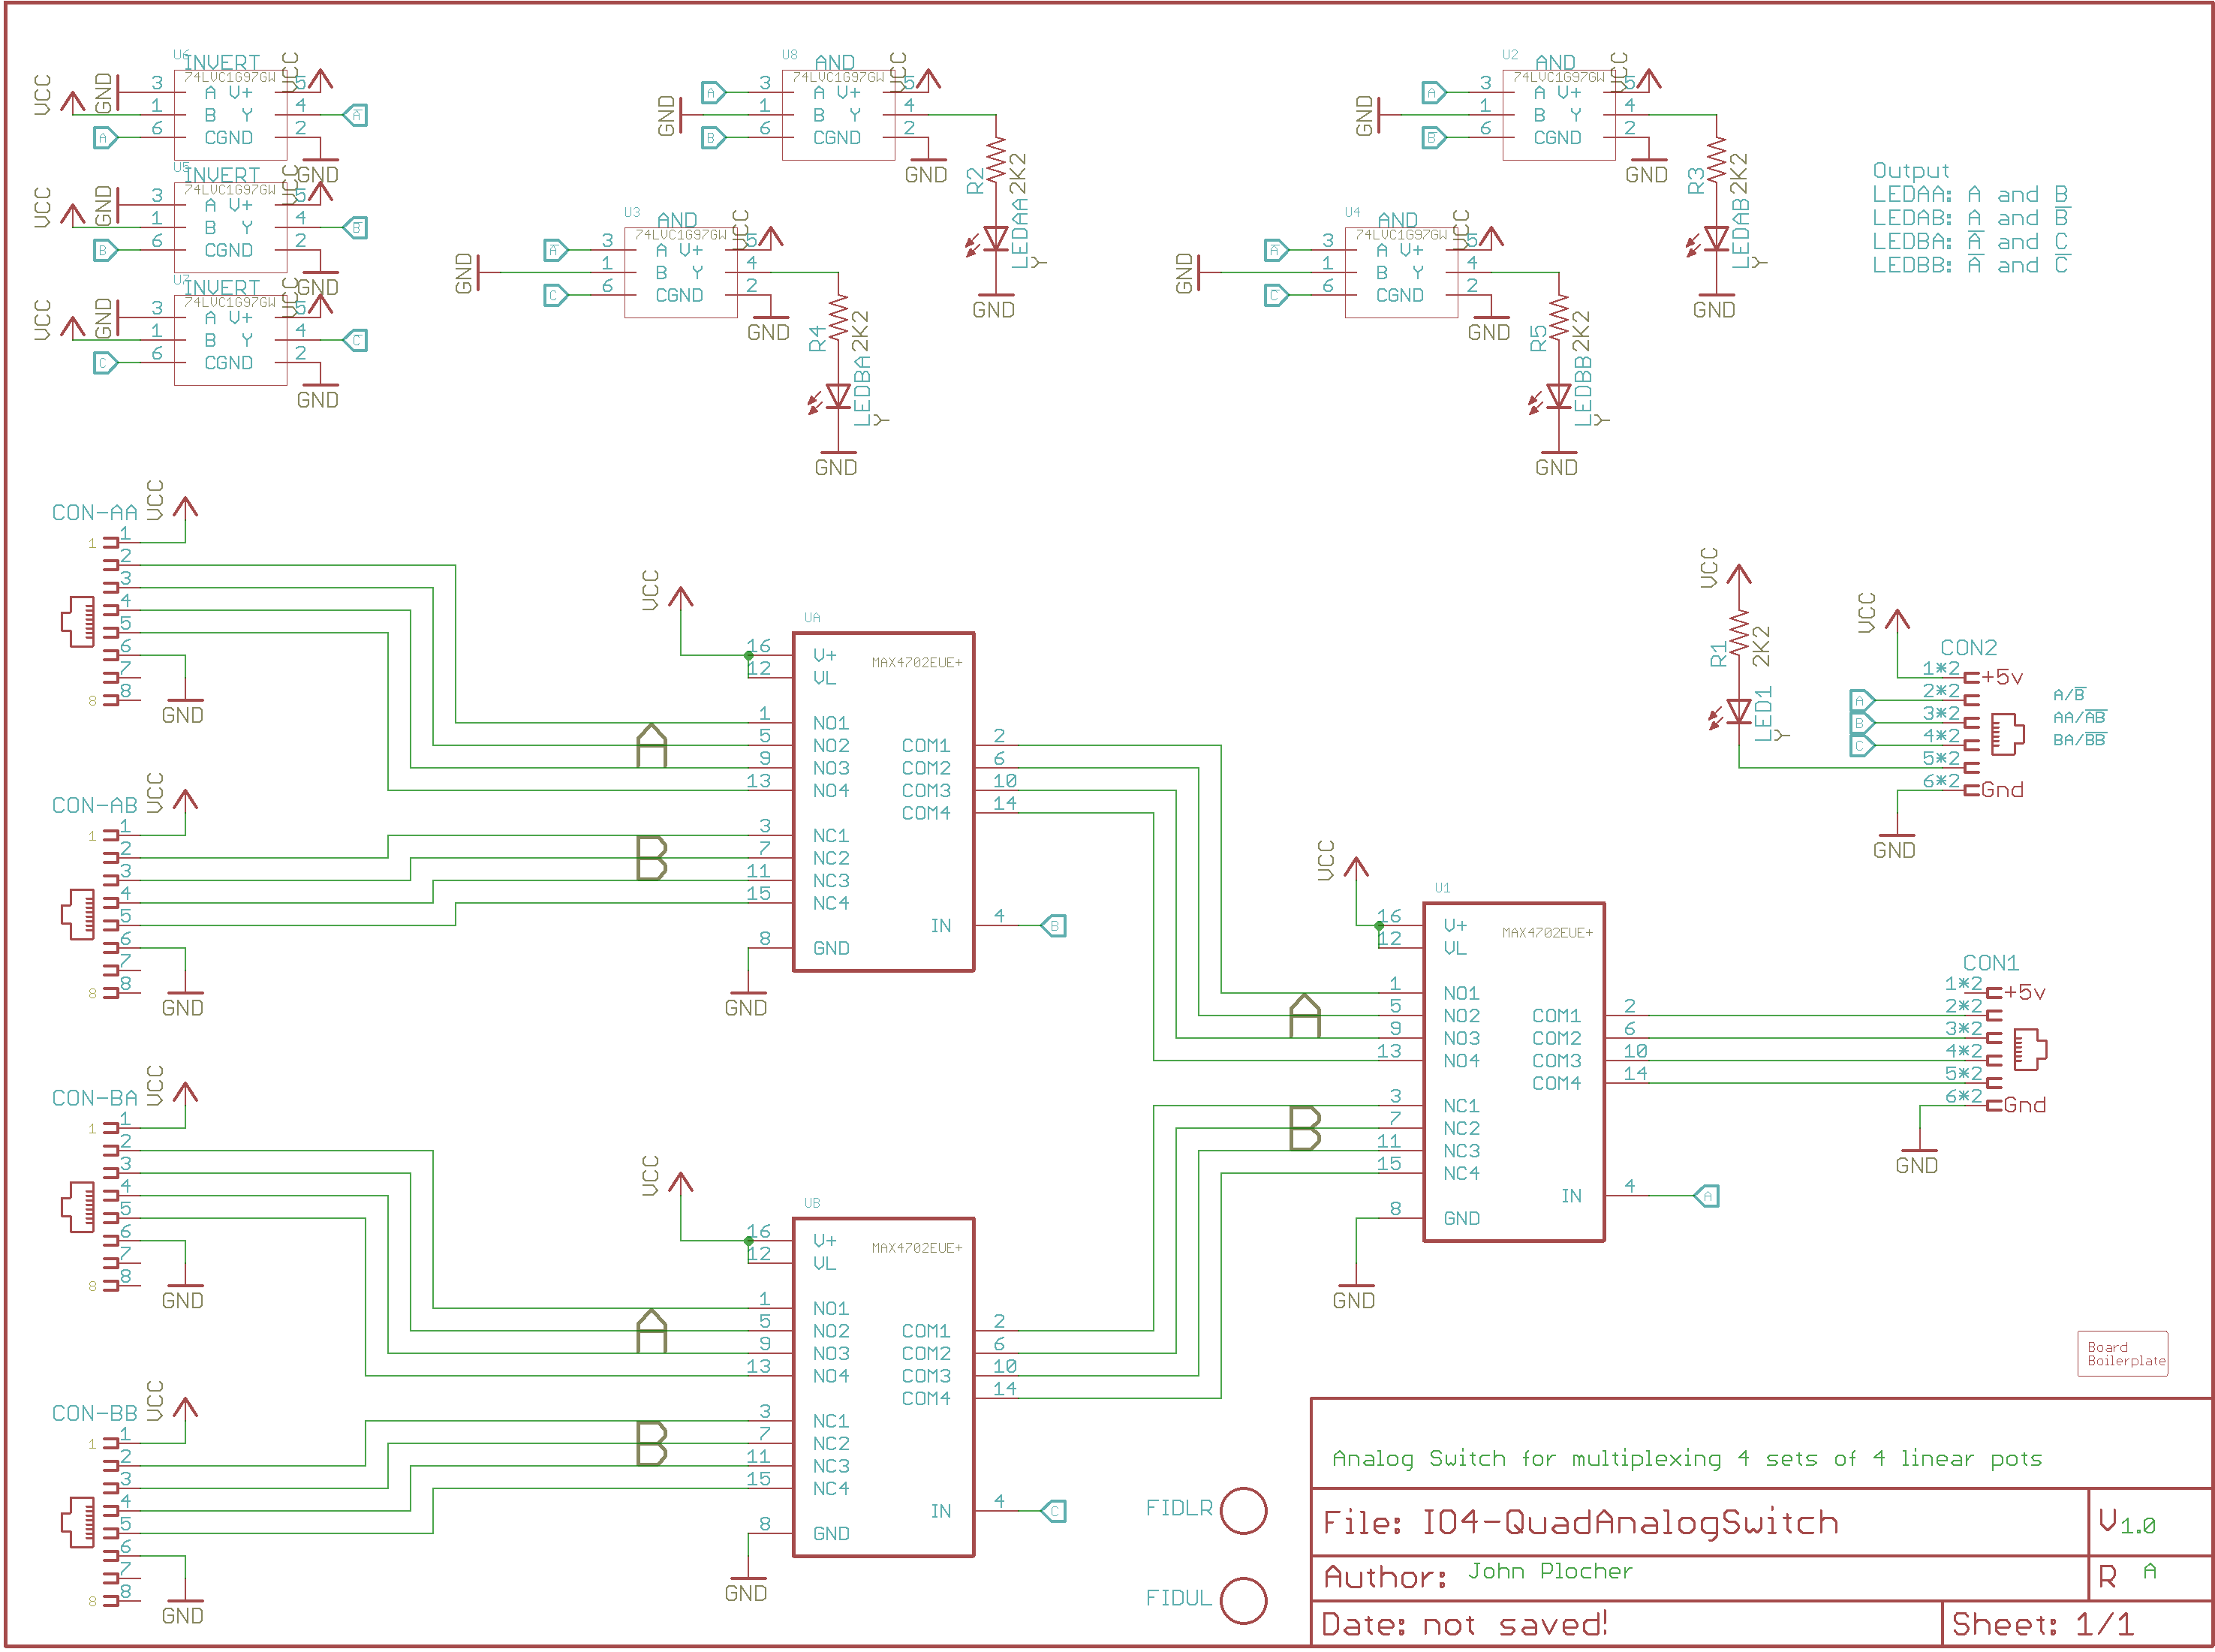 U6
INVERT
74LVC1G97GW
VCC
GND
VCC
3 A V+ 5
1 B Y 4
6 CGND 2
A
A̅
GND
U5
INVERT
74LVC1G97GW
VCC
GND
VCC
3 A V+ 5
1 B Y 4
6 CGND 2
B
B̅
GND
U7
INVERT
74LVC1G97GW
VCC
GND
VCC
3 A V+ 5
1 B Y 4
6 CGND 2
C
C̅
GND
U8
AND
74LVC1G97GW
VCC
A
GND
B
3 A V+ 5
1 B Y 4
6 CGND 2
GND
R2
2K2
LEDAA
Y
GND
U3
AND
74LVC1G97GW
VCC
A̅
GND
C
3 A V+ 5
1 B Y 4
6 CGND 2
GND
R4
2K2
LEDBA
Y
GND
U2
AND
74LVC1G97GW
VCC
A
GND
B̅
3 A V+ 5
1 B Y 4
6 CGND 2
GND
R3
2K2
LEDAB
Y
GND
U4
AND
74LVC1G97GW
VCC
A̅
GND
C̅
3 A V+ 5
1 B Y 4
6 CGND 2
GND
R5
2K2
LEDBB
Y
GND
Output
LEDAA: A and B
LEDAB: A and B̅
LEDBA: A̅ and C
LEDBB: A̅ and C̅
CON-AA
VCC
1
1
2
3
4
5
6
7
8
8
GND
CON-AB
VCC
1
1
2
3
4
5
6
7
8
8
GND
CON-BA
VCC
1
1
2
3
4
5
6
7
8
8
GND
CON-BB
VCC
1
1
2
3
4
5
6
7
8
8
GND
VCC
UA
MAX4702EUE+
16 V+
12 VL
1 NO1
5 NO2
9 NO3
13 NO4
A
3 NC1
7 NC2
11 NC3
15 NC4
B
8 GND
COM1 2
COM2 6
COM3 10
COM4 14
IN 4
B
GND
VCC
UB
MAX4702EUE+
16 V+
12 VL
1 NO1
5 NO2
9 NO3
13 NO4
A
3 NC1
7 NC2
11 NC3
15 NC4
B
8 GND
COM1 2
COM2 6
COM3 10
COM4 14
IN 4
C
GND
VCC
U1
MAX4702EUE+
16 V+
12 VL
1 NO1
5 NO2
9 NO3
13 NO4
A
3 NC1
7 NC2
11 NC3
15 NC4
B
8 GND
COM1 2
COM2 6
COM3 10
COM4 14
IN 4
A
GND
VCC
R1
2K2
LED1
Y
VCC
CON2
1*2 +5v
A 2*2 A/B̅
B 3*2 AA/A̅B̅
C 4*2 BA/B̅B̅
5*2
6*2 Gnd
GND
CON1
1*2 +5v
2*2
3*2
4*2
5*2
6*2 Gnd
GND
Board
Boilerplate
FIDLR
FIDUL
Analog Switch for multiplexing 4 sets of 4 linear pots
File: IO4-QuadAnalogSwitch
V 1.0
Author: John Plocher
R A
Date: not saved!
Sheet: 1/1